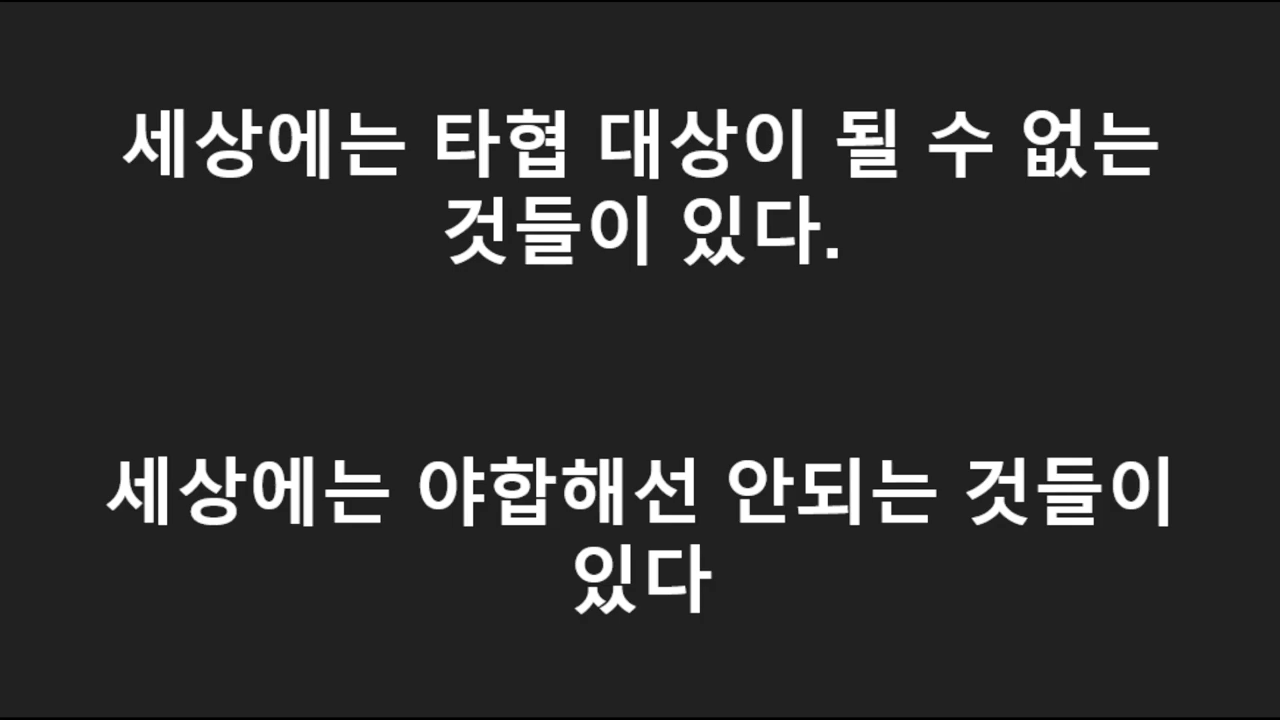 세상에는 타협 대상이 될 수 없는
것들이 있다.
세상에는 야합해선 안되는 것들이
있다